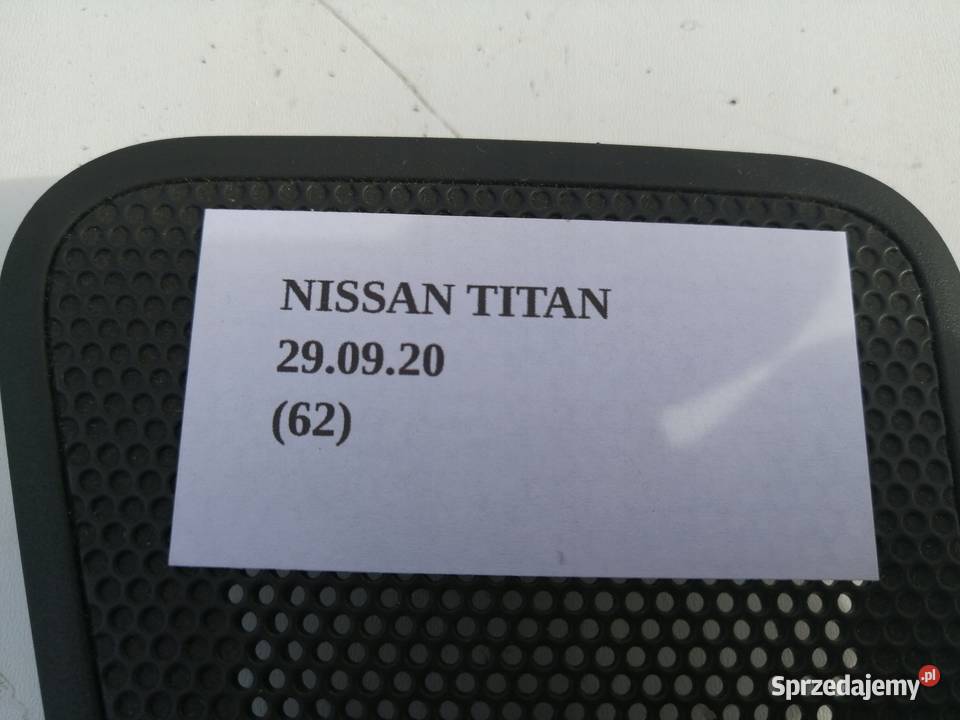 NISSAN TITAN
29.09.20
(62)
Sprzedajemy.pl